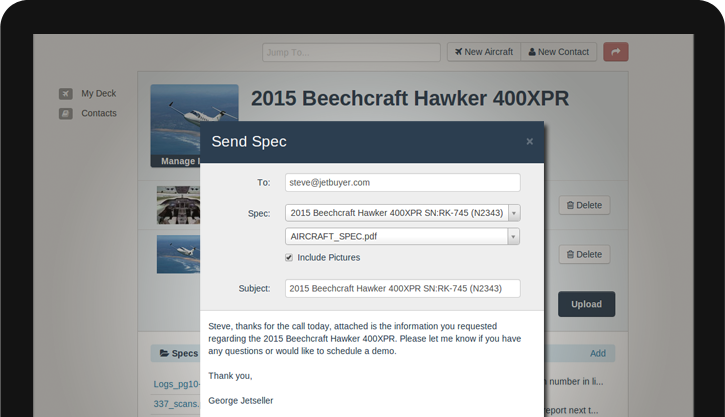 Jump To...
New Aircraft
New Contact
My Deck
Contacts
2015 Beechcraft Hawker 400XPR
Manage
Send Spec
×
To:
steve@jetbuyer.com
Spec:
2015 Beechcraft Hawker 400XPR SN:RK-745 (N2343)
AIRCRAFT_SPEC.pdf
Include Pictures
Subject:
2015 Beechcraft Hawker 400XPR SN:RK-745 (N2343)
Delete
Delete
Upload
Steve, thanks for the call today, attached is the information you requested
regarding the 2015 Beechcraft Hawker 400XPR. Please let me know if you have
any questions or would like to schedule a demo.
Thank you,
George Jetseller
Specs
Add
Logs_pg10-
number in li...
337_scans.
report next t...